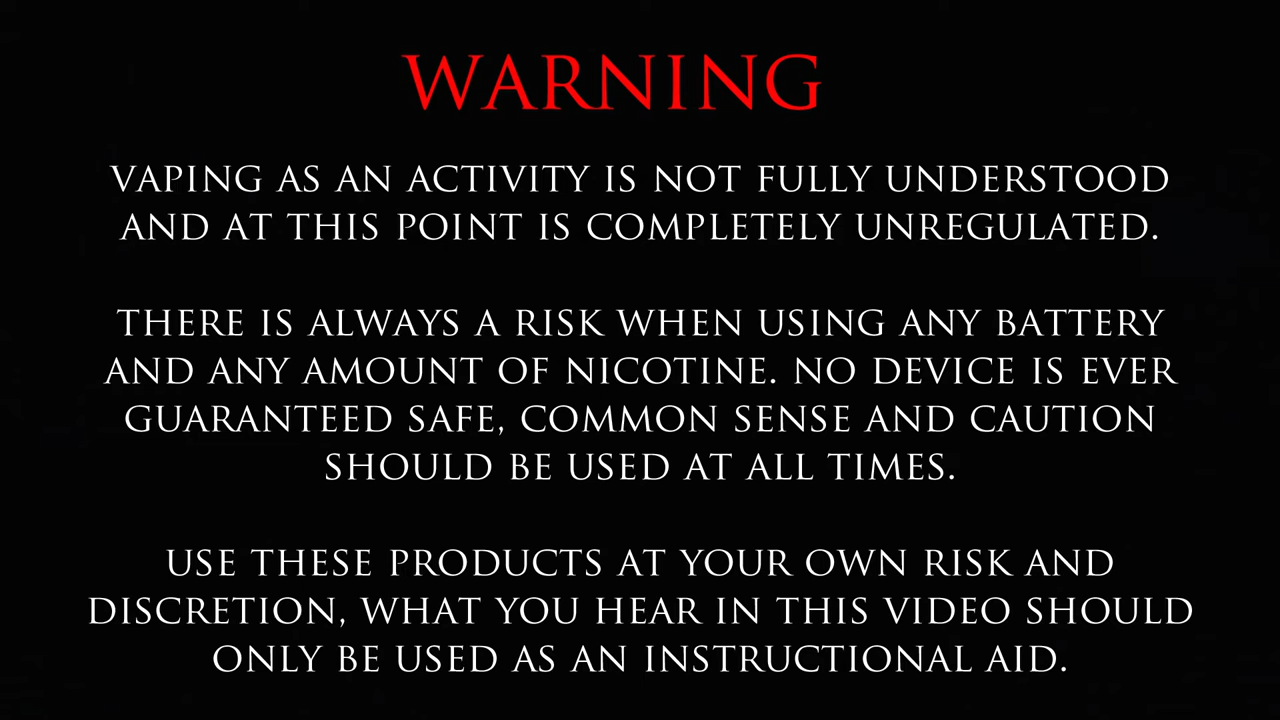 WARNING
VAPING AS AN ACTIVITY IS NOT FULLY UNDERSTOOD
AND AT THIS POINT IS COMPLETELY UNREGULATED.
THERE IS ALWAYS A RISK WHEN USING ANY BATTERY
AND ANY AMOUNT OF NICOTINE. NO DEVICE IS EVER
GUARANTEED SAFE, COMMON SENSE AND CAUTION
SHOULD BE USED AT ALL TIMES.
USE THESE PRODUCTS AT YOUR OWN RISK AND
DISCRETION, WHAT YOU HEAR IN THIS VIDEO SHOULD
ONLY BE USED AS AN INSTRUCTIONAL AID.